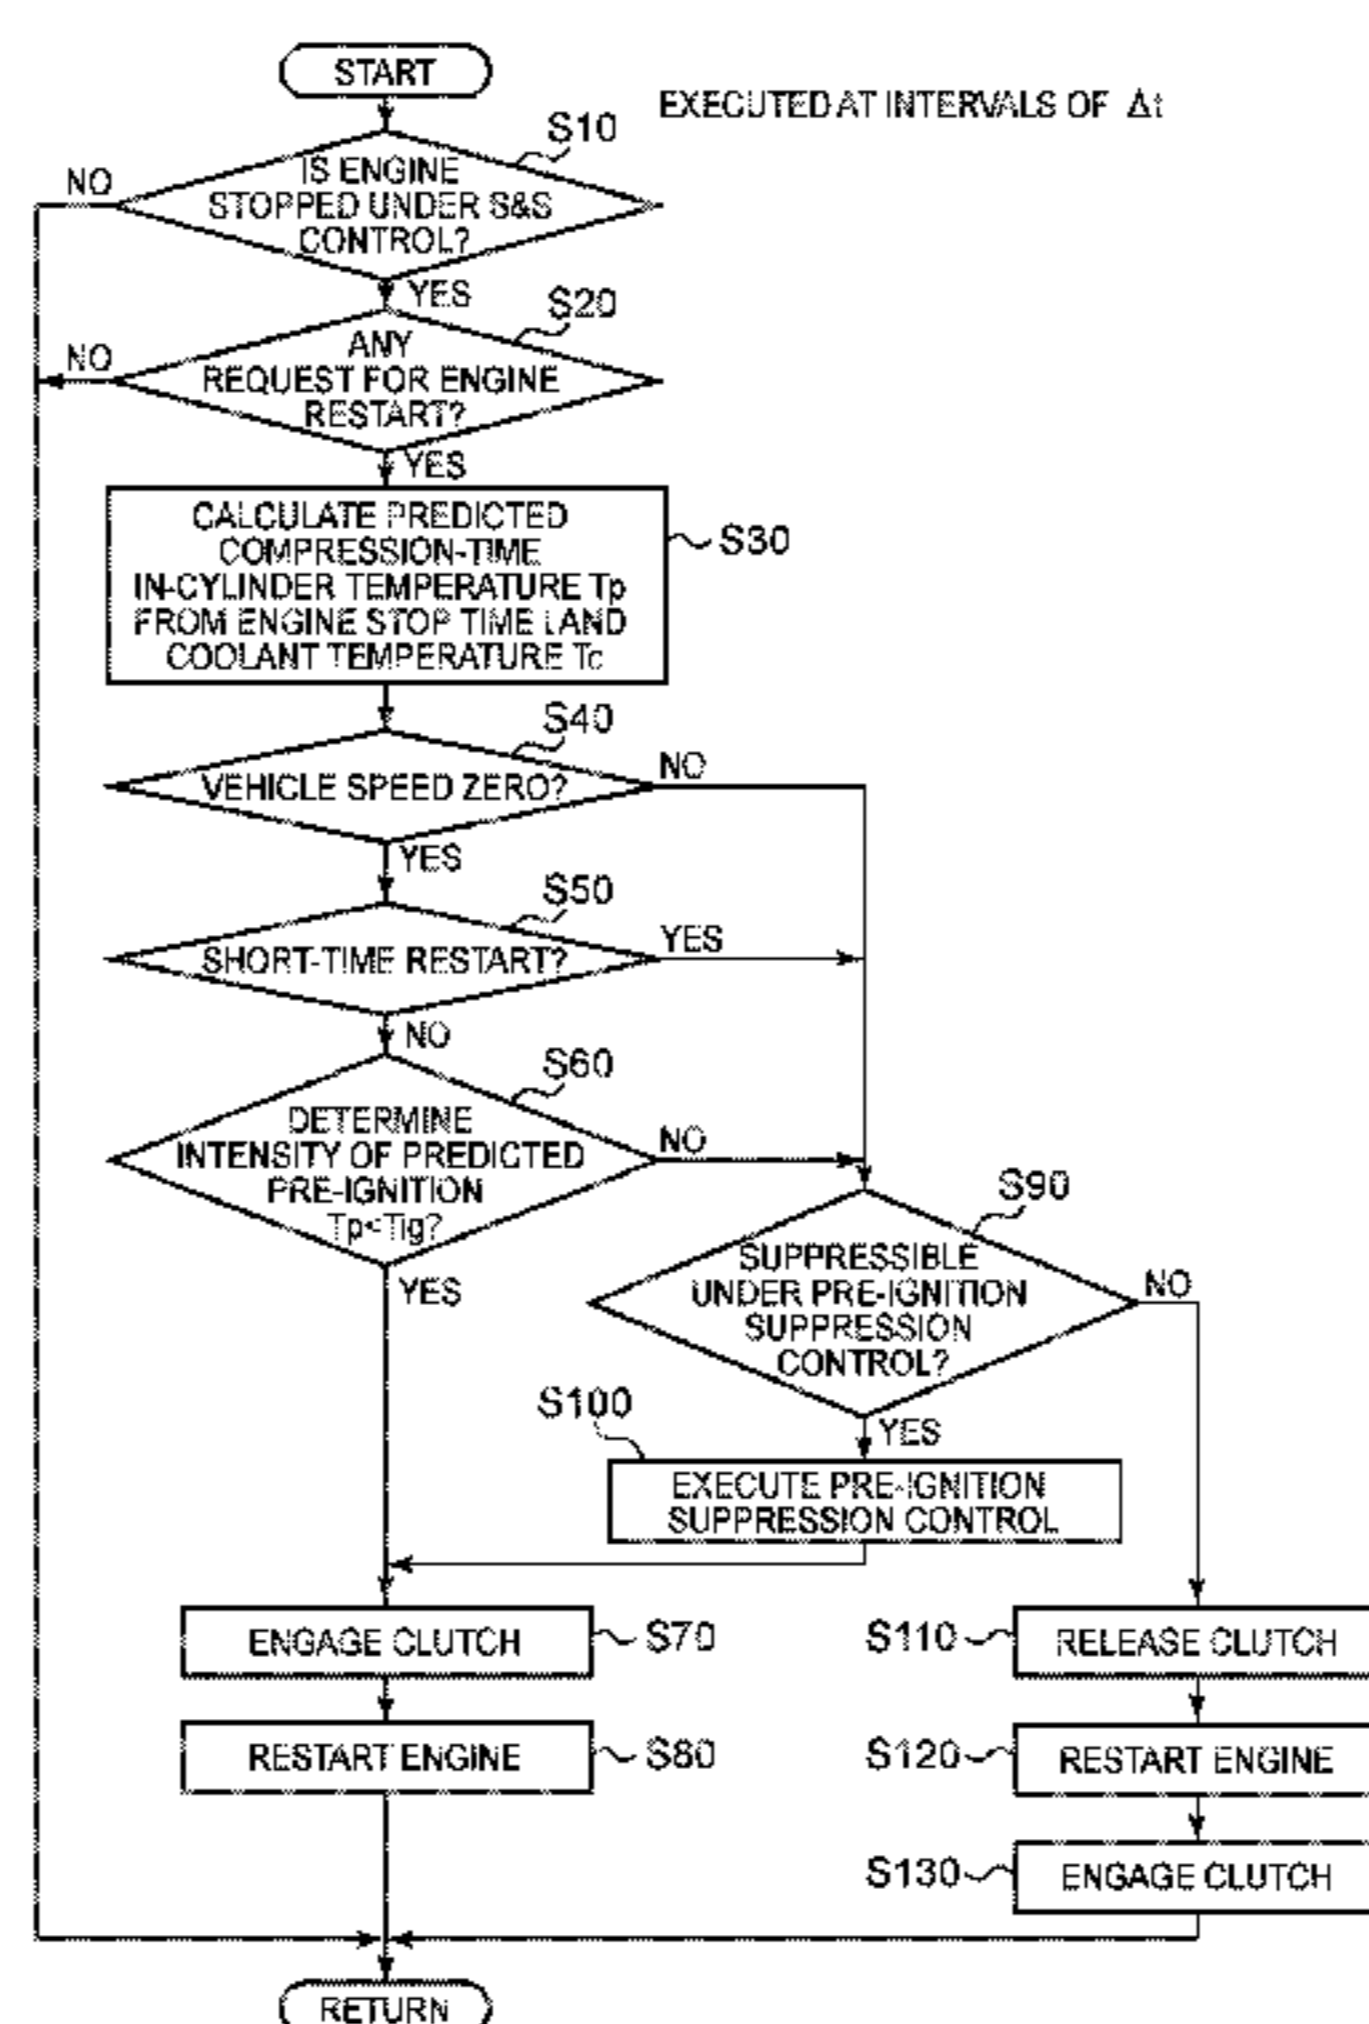 START
EXECUTED AT INTERVALS OF Δt
S10
IS ENGINE
STOPPED UNDER S&S
CONTROL?
NO
YES
S20
ANY
REQUEST FOR ENGINE
RESTART?
NO
YES
CALCULATE PREDICTED
COMPRESSION-TIME
IN-CYLINDER TEMPERATURE Tp
FROM ENGINE STOP TIME t AND
COOLANT TEMPERATURE Tc
S30
S40
VEHICLE SPEED ZERO?
NO
YES
S50
SHORT-TIME RESTART?
YES
NO
S60
DETERMINE
INTENSITY OF PREDICTED
PRE-IGNITION
Tp<Tig?
NO
YES
S90
SUPPRESSIBLE
UNDER PRE-IGNITION
SUPPRESSION
CONTROL?
NO
YES
S100
EXECUTE PRE-IGNITION
SUPPRESSION CONTROL
ENGAGE CLUTCH
S70
S110
RELEASE CLUTCH
RESTART ENGINE
S80
S120
RESTART ENGINE
S130
ENGAGE CLUTCH
RETURN